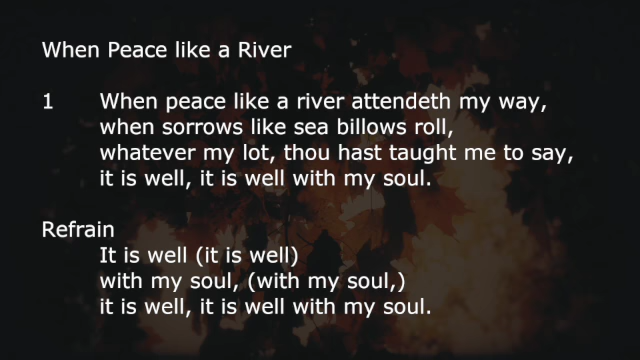 When Peace like a River
1 When peace like a river attendeth my way,
when sorrows like sea billows roll,
whatever my lot, thou hast taught me to say,
it is well, it is well with my soul.
Refrain
It is well (it is well)
with my soul, (with my soul,)
it is well, it is well with my soul.